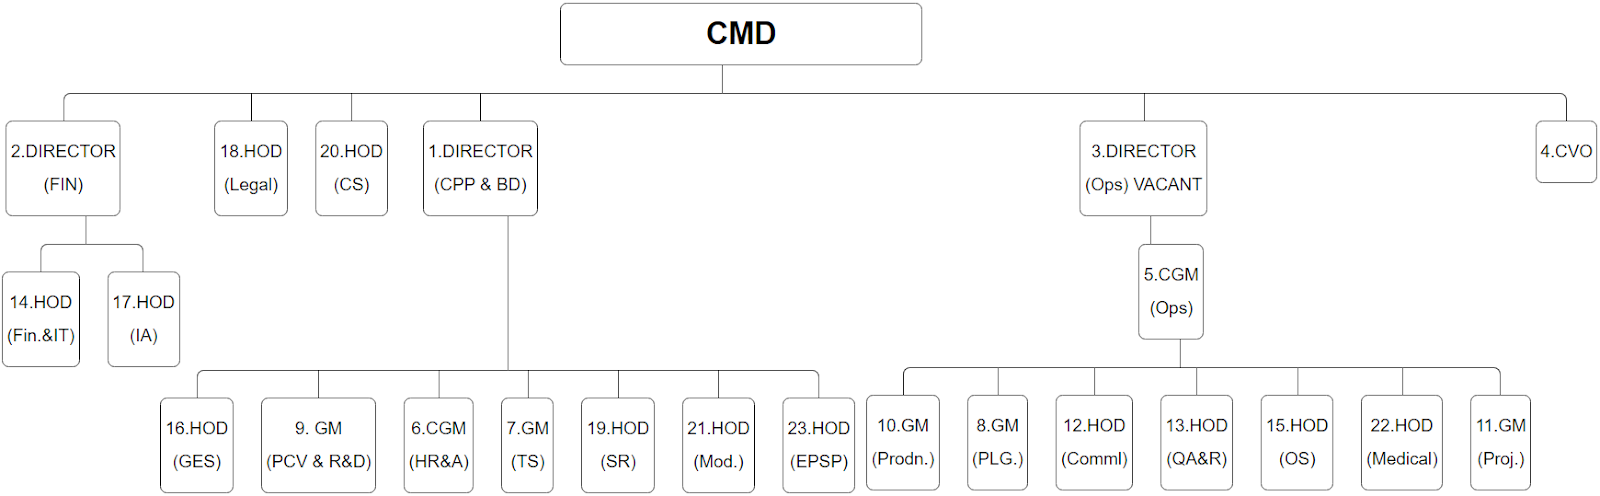 CMD
2.DIRECTOR
(FIN)
18.HOD
(Legal)
20.HOD
(CS)
1.DIRECTOR
(CPP & BD)
3.DIRECTOR
(Ops) VACANT
4.CVO
5.CGM
(Ops)
14.HOD
(Fin.&IT)
17.HOD
(IA)
16.HOD
(GES)
9. GM
(PCV & R&D)
6.CGM
(HR&A)
7.GM
(TS)
19.HOD
(SR)
21.HOD
(Mod.)
23.HOD
(EPSP)
10.GM
(Prodn.)
8.GM
(PLG.)
12.HOD
(Comml)
13.HOD
(QA&R)
15.HOD
(OS)
22.HOD
(Medical)
11.GM
(Proj.)